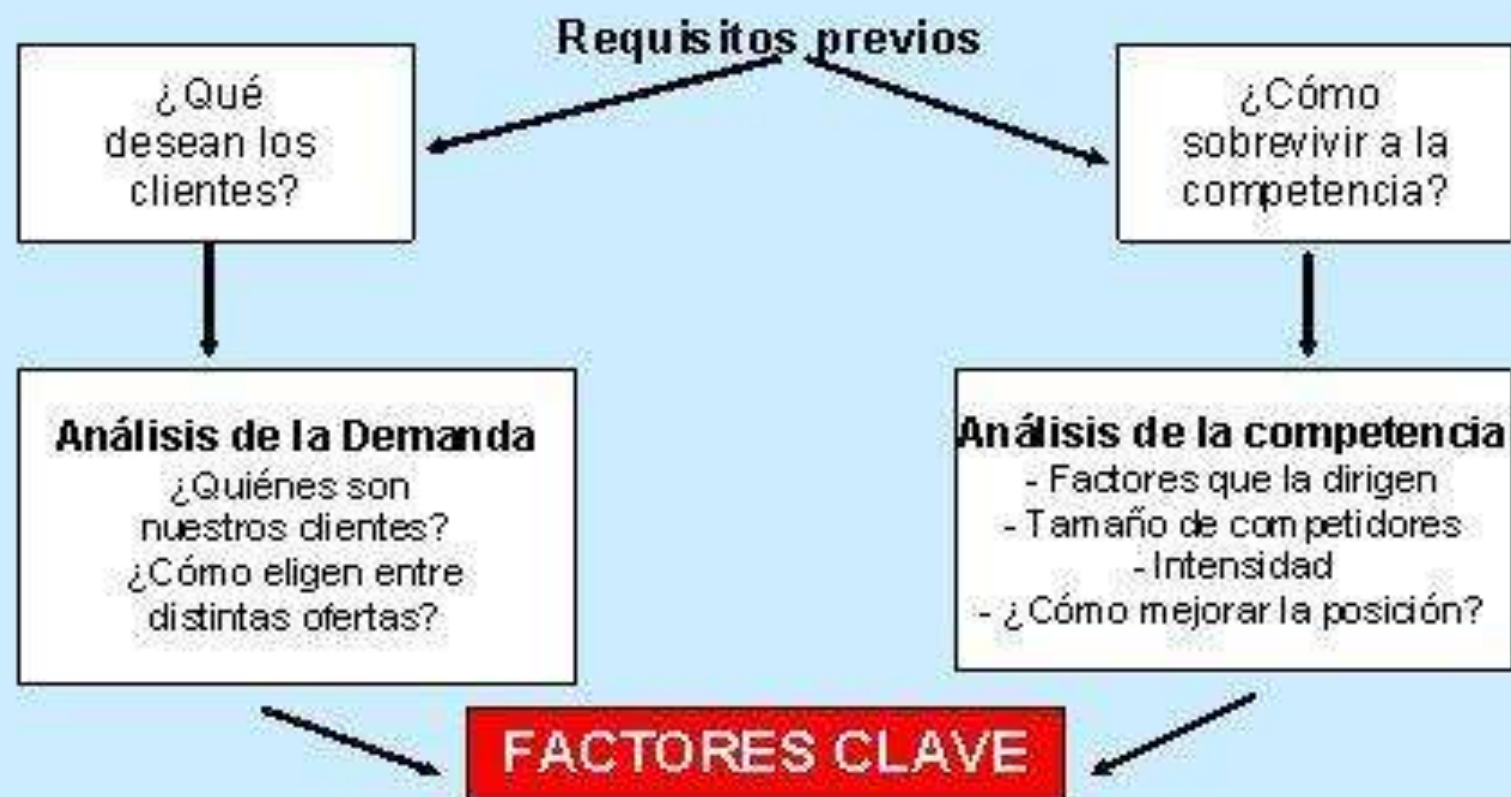 Requisitos previos
¿Qué
desean los
clientes?
¿Cómo
sobrevivir a la
competencia?
Análisis de la Demanda
¿Quiénes son
nuestros clientes?
¿Cómo eligen entre
distintas ofertas?
Análisis de la competencia
- Factores que la dirigen
- Tamaño de competidores
- Intensidad
- ¿Cómo mejorar la posición?
FACTORES CLAVE